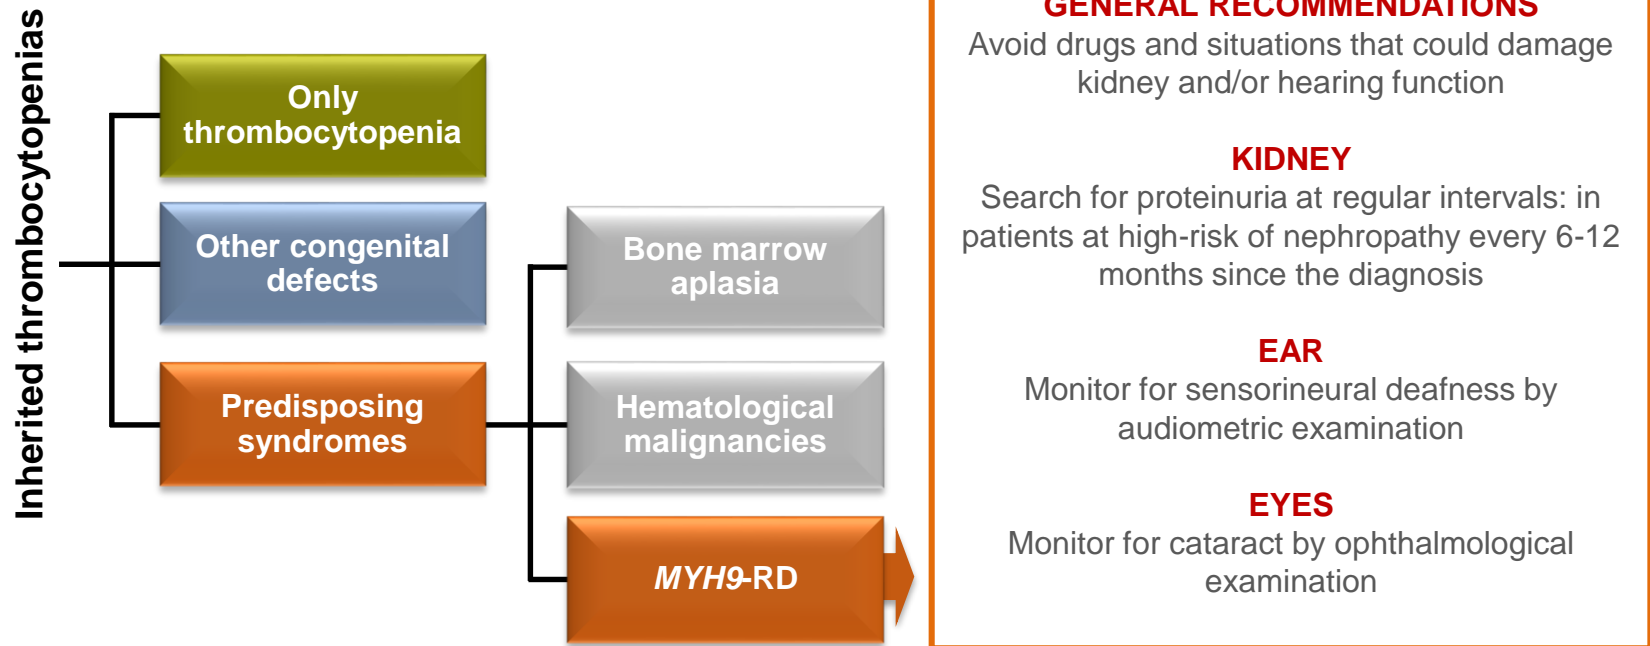 Inherited thrombocytopenias
Only
thrombocytopenia
Other congenital
defects
Predisposing
syndromes
Bone marrow
aplasia
Hematological
malignancies
MYH9-RD
GENERAL RECOMMENDATIONS
Avoid drugs and situations that could damage
kidney and/or hearing function
KIDNEY
Search for proteinuria at regular intervals: in
patients at high-risk of nephropathy every 6-12
months since the diagnosis
EAR
Monitor for sensorineural deafness by
audiometric examination
EYES
Monitor for cataract by ophthalmological
examination